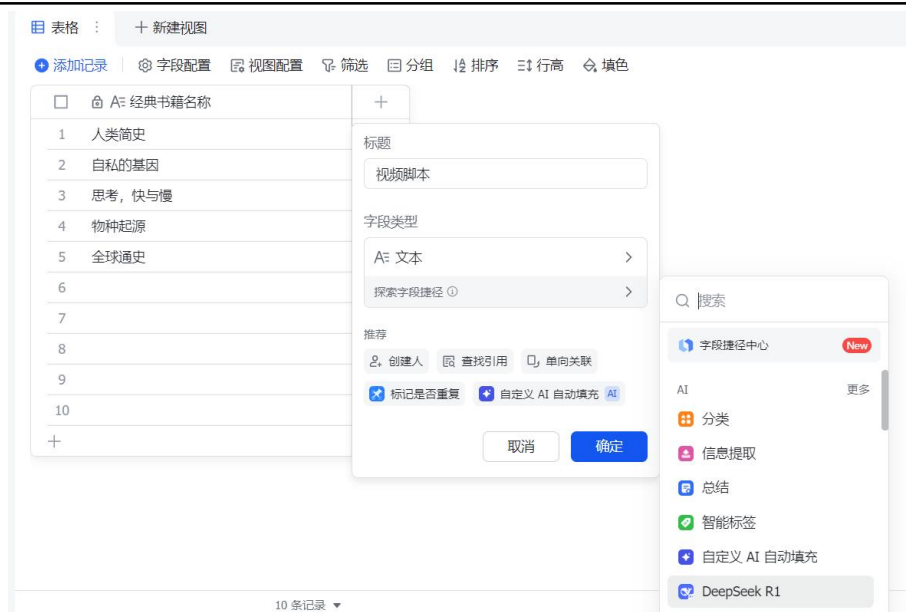 表格 ⋮ + 新建视图
添加记录 字段配置 视图配置 筛选 分组 排序 行高 填色
A= 经典书籍名称 +
1 人类简史
2 自私的基因
3 思考，快与慢
4 物种起源
5 全球通史
6
7
8
9
10
+
标题
视频脚本
字段类型
A= 文本 >
探索字段捷径 >
推荐
创建人 查找引用 单向关联
标记是否重复 自定义 AI 自动填充 AI
取消 确定
搜索
字段捷径中心 New
AI 更多
分类
信息提取
总结
智能标签
自定义 AI 自动填充
DeepSeek R1
10 条记录 ▼